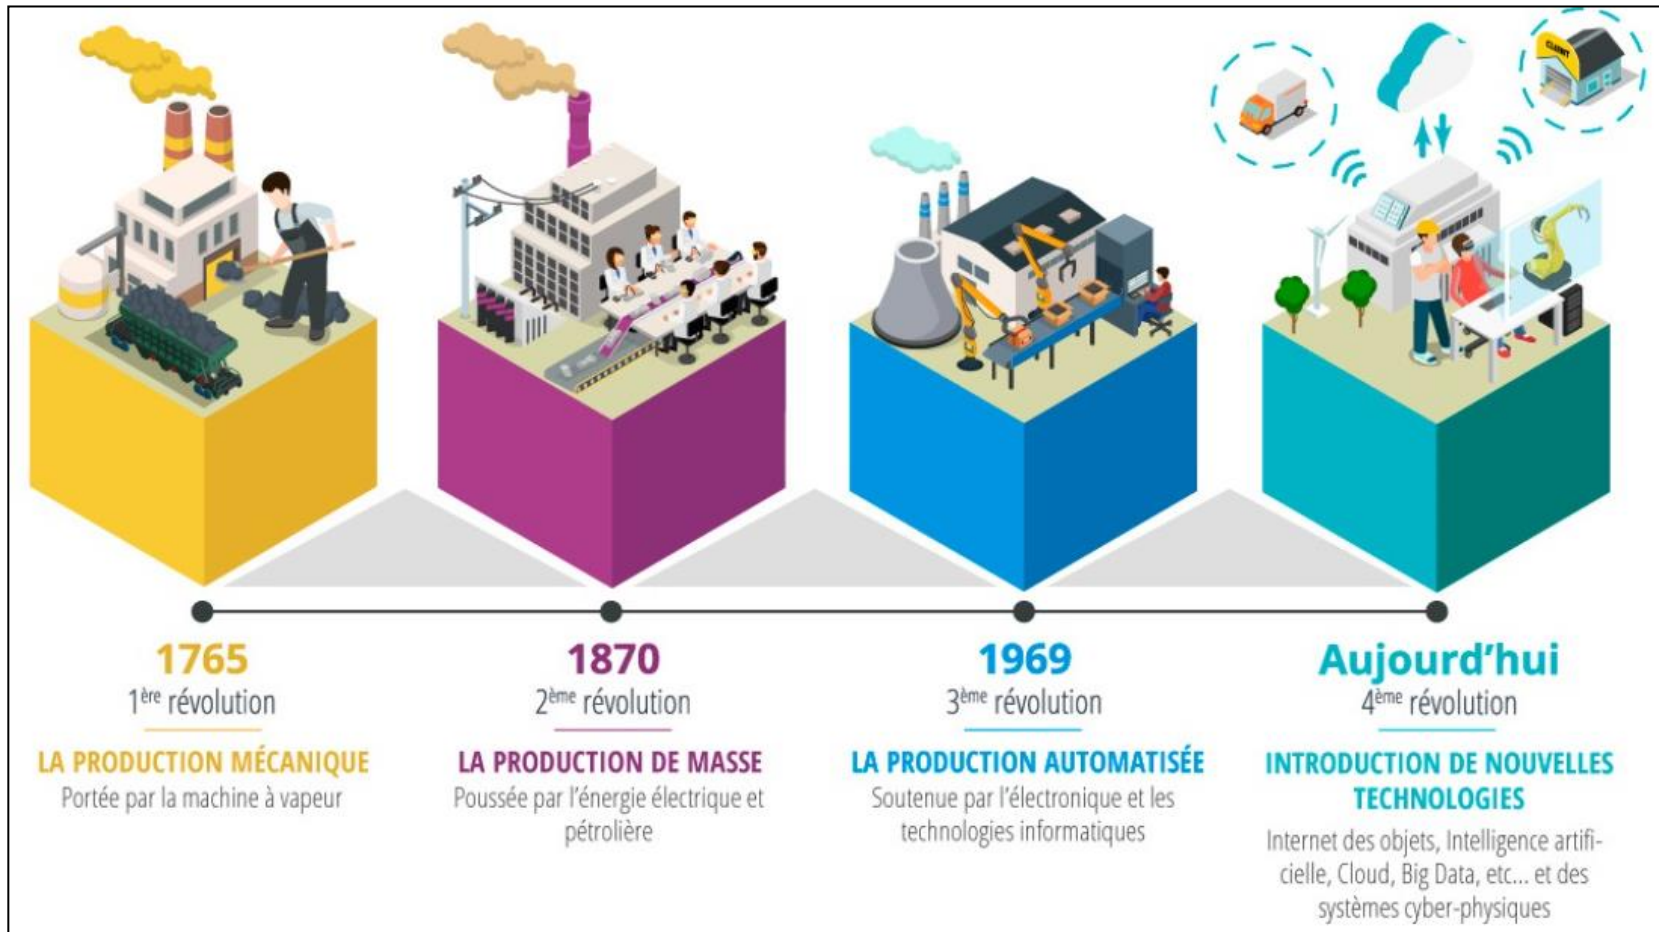 CLIENT
1765
1ère révolution
LA PRODUCTION MÉCANIQUE
Portée par la machine à vapeur
1870
2ème révolution
LA PRODUCTION DE MASSE
Poussée par l'énergie électrique et
pétrolière
1969
3ème révolution
LA PRODUCTION AUTOMATISÉE
Soutenue par l'électronique et les
technologies informatiques
Aujourd'hui
4ème révolution
INTRODUCTION DE NOUVELLES
TECHNOLOGIES
Internet des objets, Intelligence artifi-
cielle, Cloud, Big Data, etc... et des
systèmes cyber-physiques